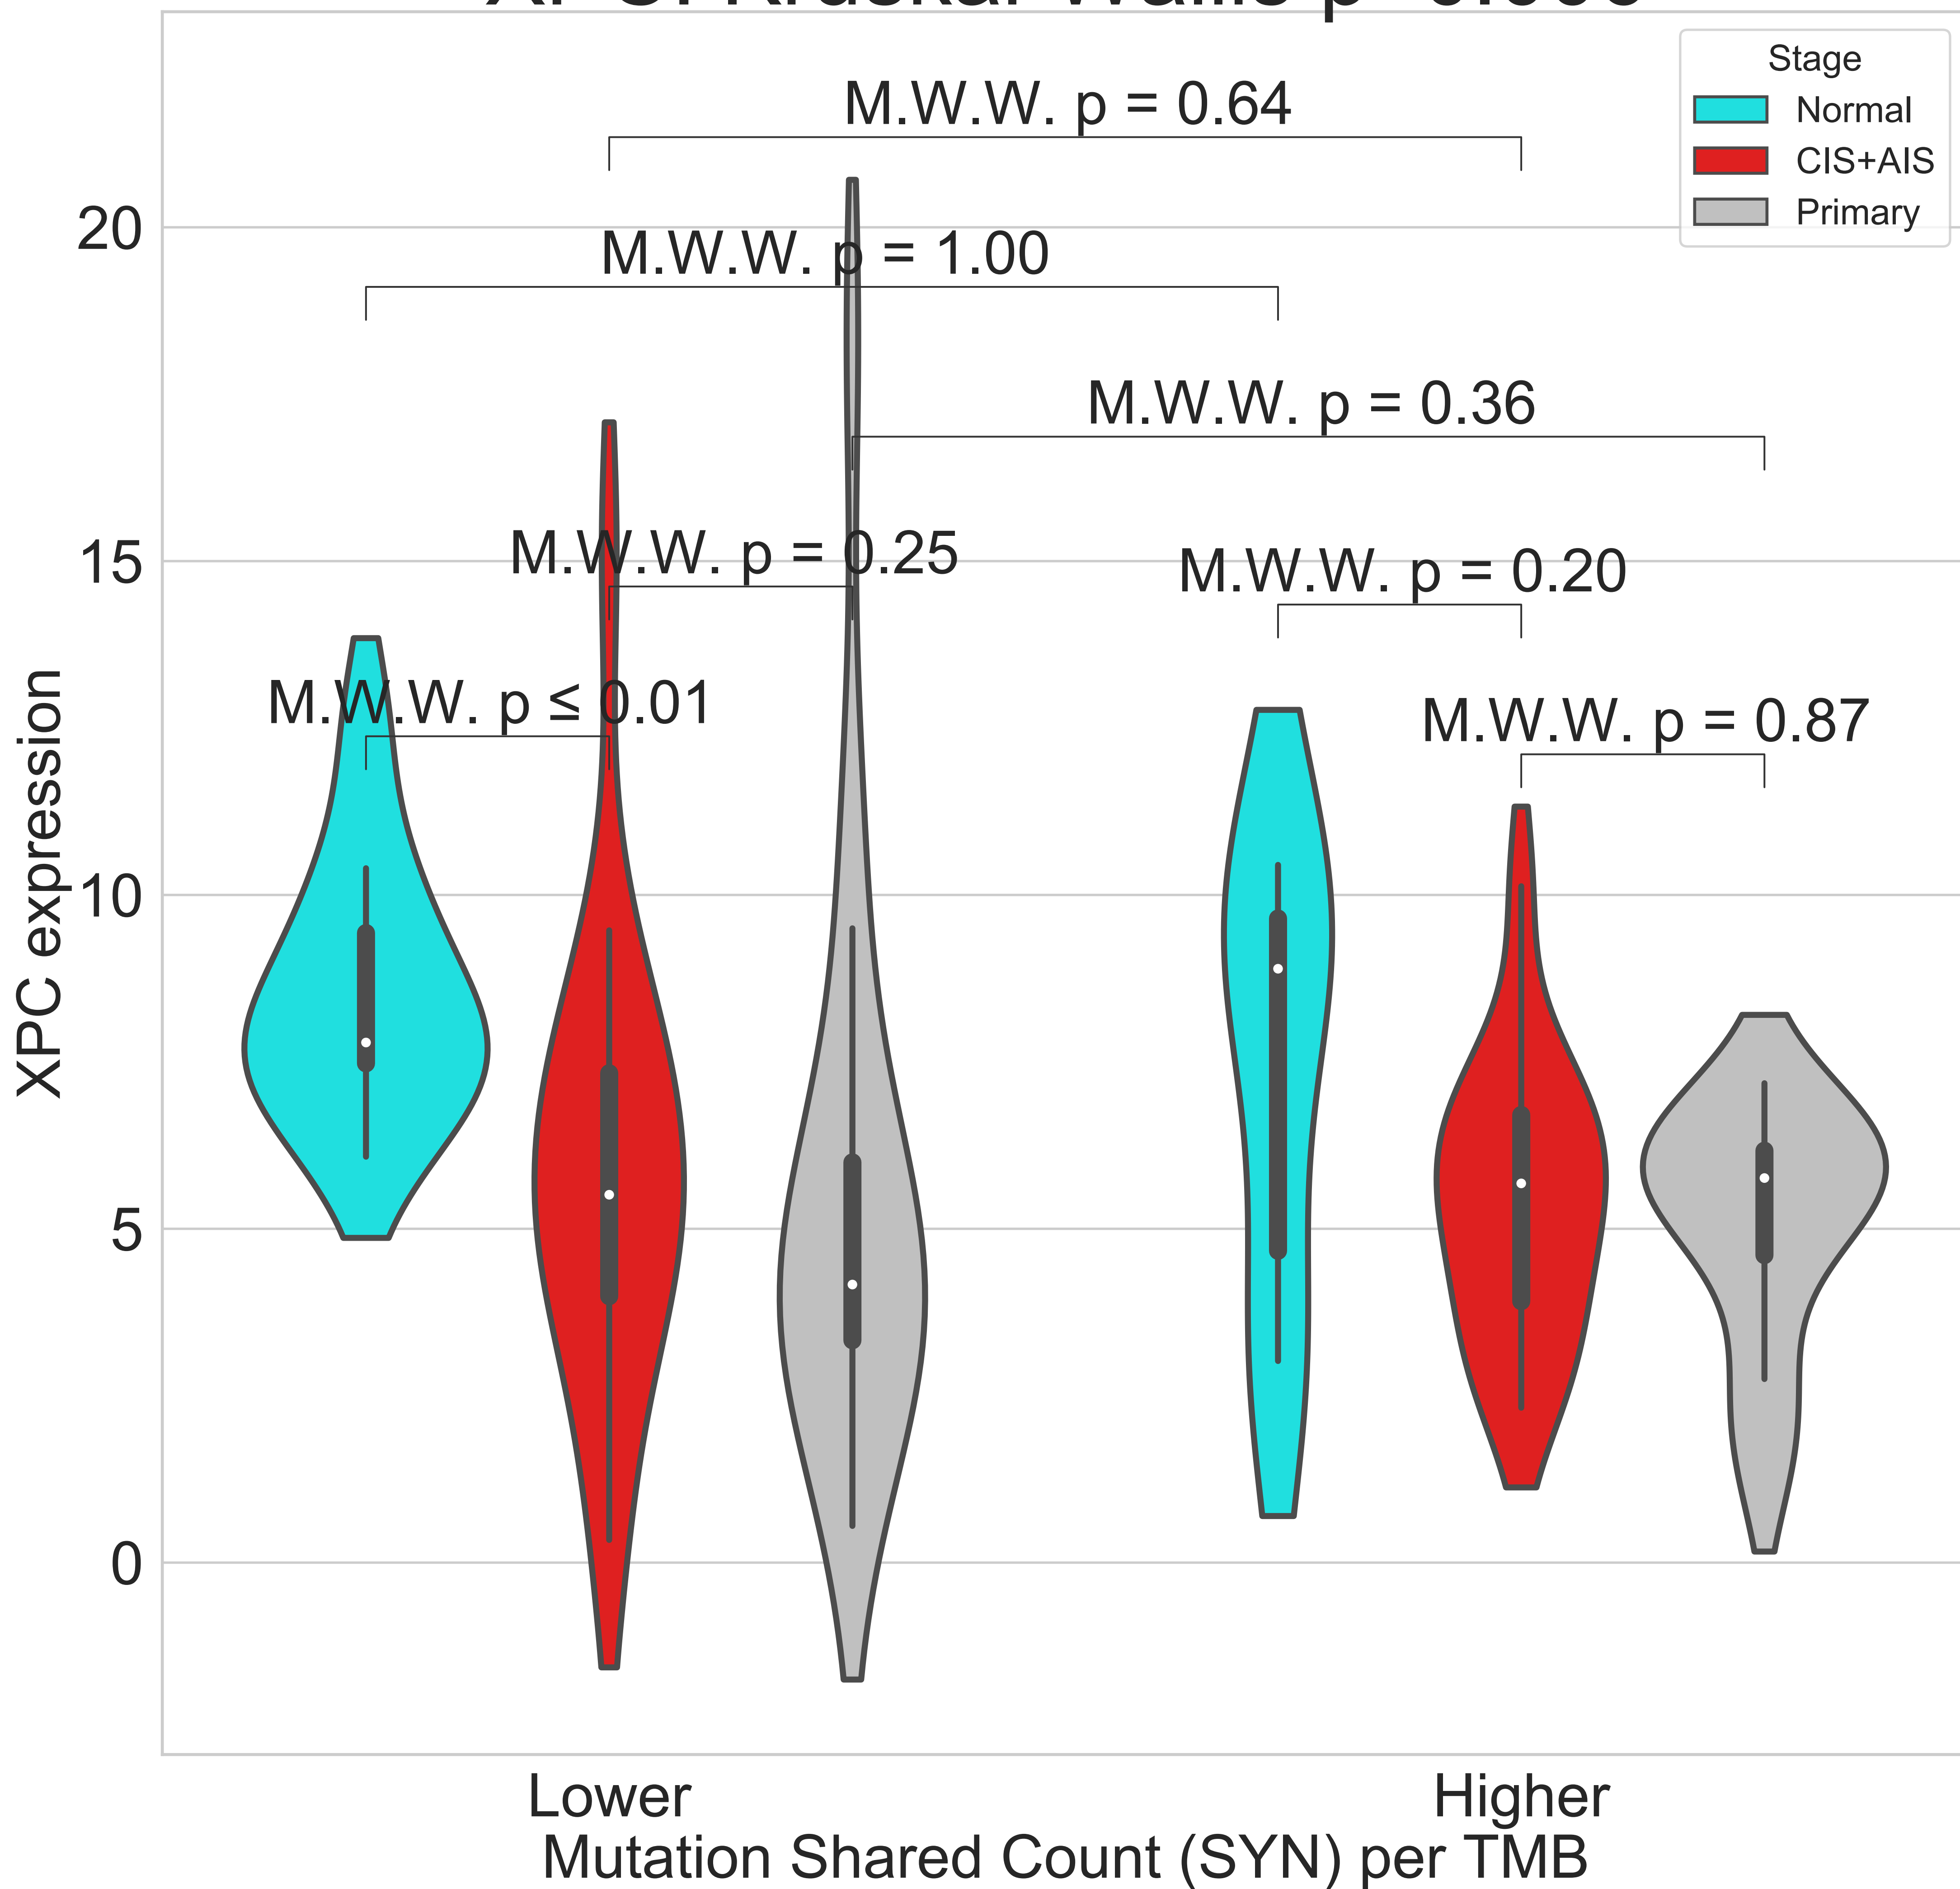 Stage
Normal
CIS+AIS
Primary
M.W.W. p = 0.64
20
M.W.W. p = 1.00
M.W.W. p = 0.36
15
M.W.W. p = 0.25
M.W.W. p = 0.20
M.W.W. p ≤ 0.01
M.W.W. p = 0.87
XPC expression
10
5
0
Lower
Higher
Mutation Shared Count (SYN) per TMB